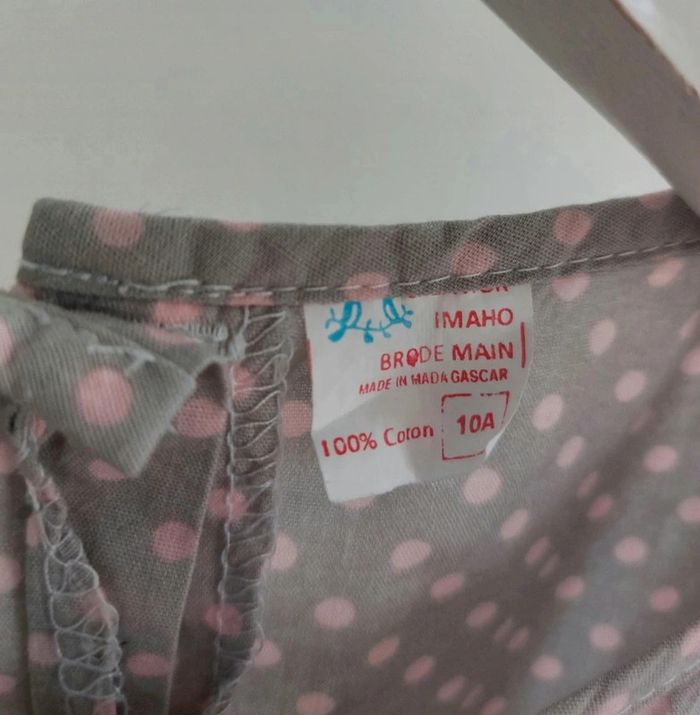 IMAHO
BRODE MAIN
MADE IN MADAGASCAR
100% Coton 10A